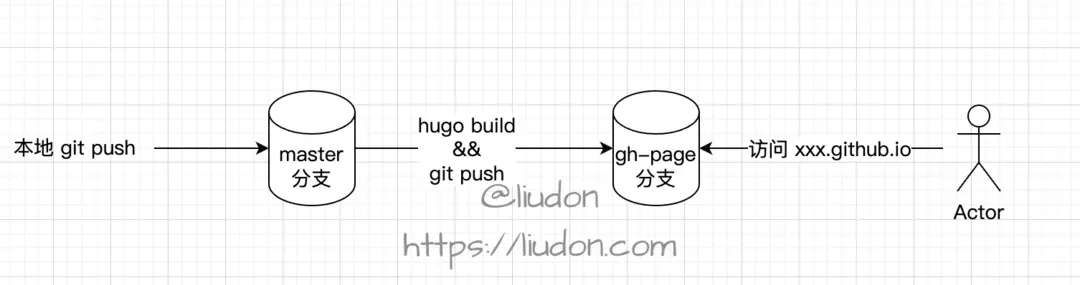 本地 git push
master
分支
hugo build
&&
git push
gh-page
分支
访问 xxx.github.io
Actor
@liudon
https://liudon.com